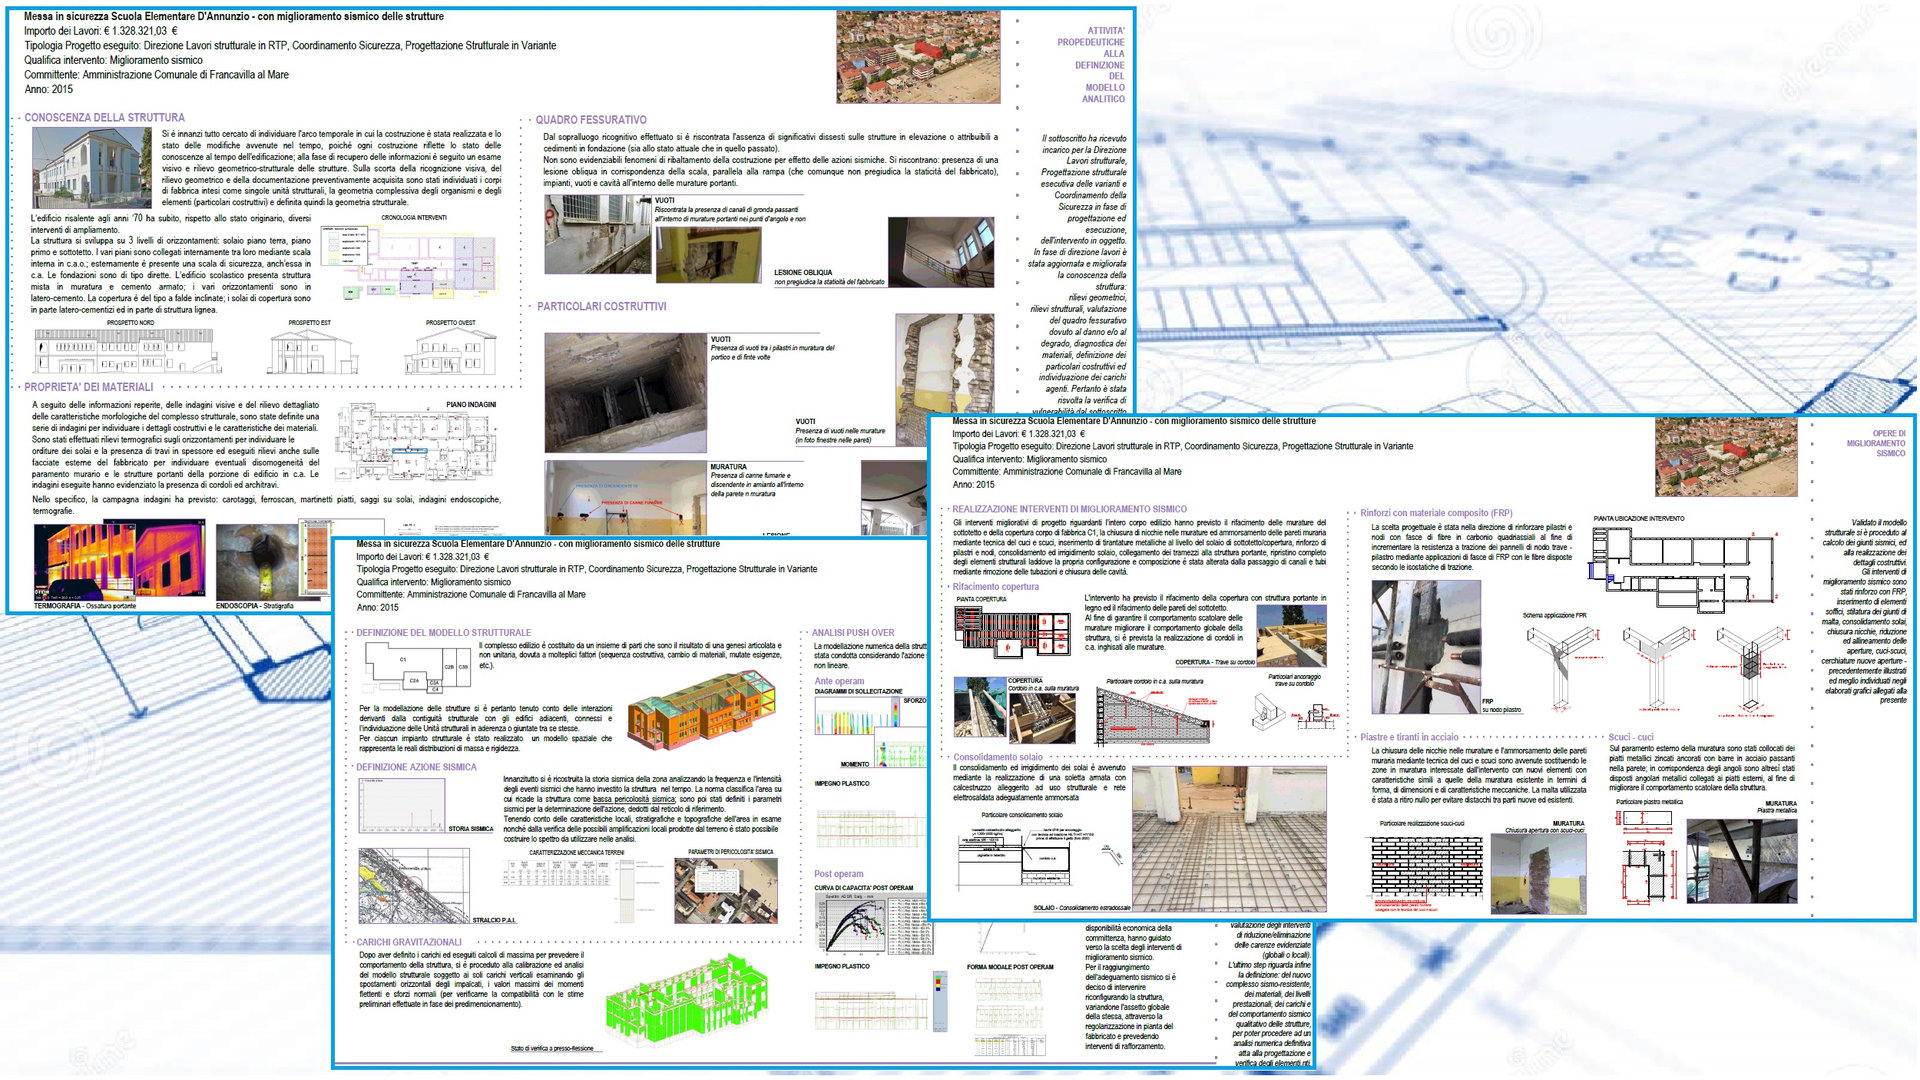 Messa in sicurezza Scuola Elementare D'Annunzio - con miglioramento sismico delle strutture
Importo dei Lavori: € 1.328.321,03 €
Tipologia Progetto eseguito: Direzione Lavori strutturale in RTP, Coordinamento Sicurezza, Progettazione Strutturale in Variante
Qualifica intervento: Miglioramento sismico
Committente: Amministrazione Comunale di Francavilla al Mare
Anno: 2015
ATTIVITA'
PROPEDEUTICHE
ALLA
DEFINIZIONE
DEL
MODELLO
ANALITICO
CONOSCENZA DELLA STRUTTURA
Si è innanzi tutto cercato di individuare l'arco temporale in cui la costruzione è stata realizzata e lo
stato delle modifiche avvenute nel tempo, poiché ogni costruzione riflette lo stato delle
conoscenze al tempo dell'edificazione; alla fase di recupero delle informazioni è seguito un esame
visivo e rilievo geometrico-strutturale delle strutture. Sulla scorta della ricognizione visiva, del
rilievo geometrico e della documentazione preventivamente acquisita sono stati individuati i corpi
di fabbrica intesi come singole unità strutturali, la geometria complessiva degli organismi e degli
elementi (particolari costruttivi) e definita quindi la geometria strutturale.
L'edificio risalente agli anni '70 ha subito, rispetto allo stato originario, diversi
interventi di ampliamento.
La struttura si sviluppa su 3 livelli di orizzontamenti: solaio piano terra, piano
primo e sottotetto. I vari piani sono collegati internamente tra loro mediante scala
interna in c.a.o.; esternamente è presente una scala di sicurezza, anch'essa in
c.a. Le fondazioni sono di tipo dirette. L'edificio scolastico presenta struttura
mista in muratura e cemento armato; i vari orizzontamenti sono in
latero-cemento. La copertura è del tipo a falde inclinate; i solai di copertura sono
in parte latero-cementizi ed in parte di struttura lignea.
CRONOLOGIA INTERVENTI
PROSPETTO NORD
PROSPETTO EST
PROSPETTO OVEST
PROPRIETA' DEI MATERIALI
A seguito delle informazioni reperite, delle indagini visive e del rilievo dettagliato
delle caratteristiche morfologiche del complesso strutturale, sono state definite una
serie di indagini per individuare i dettagli costruttivi e le caratteristiche dei materiali.
Sono stati effettuati rilievi termografici sugli orizzontamenti per individuare le
orditure dei solai e la presenza di travi in spessore ed eseguiti rilievi anche sulle
facciate esterne del fabbricato per individuare eventuali disomogeneità del
paramento murario e le strutture portanti della porzione di edificio in c.a. Le
indagini eseguite hanno evidenziato la presenza di cordoli ed architravi.
Nello specifico, la campagna indagini ha previsto: carotaggi, ferroscan, martinetti piatti, saggi su solai, indagini endoscopiche,
termografie.
PIANO INDAGINI
TERMOGRAFIA - Ossatura portante
ENDOSCOPIA - Stratigrafia
QUADRO FESSURATIVO
Dal sopralluogo ricognitivo effettuato si è riscontrata l'assenza di significativi dissesti sulle strutture in elevazione o attribuibili a
cedimenti in fondazione (sia allo stato attuale che in quello passato).
Non sono evidenziabili fenomeni di ribaltamento della costruzione per effetto delle azioni sismiche. Si riscontrano: presenza di una
lesione obliqua in corrispondenza della scala, parallela alla rampa (che comunque non pregiudica la staticità del fabbricato),
impianti, vuoti e cavità all'interno delle murature portanti.
VUOTI
Riscontrata la presenza di canali di gronda passanti
all'interno di murature portanti nei punti d'angolo e non
LESIONE OBLIQUA
non pregiudica la staticità del fabbricato
PARTICOLARI COSTRUTTIVI
VUOTI
Presenza di vuoti tra i pilastri in muratura del
portico e di finte volte
VUOTI
Presenza di vuoti nelle murature
(in foto finestre nelle pareti)
MURATURA
Presenza di canne fumarie e
discendente in amianto all'interno
della parete n muratura
PRESENZA DI CANNE FUMARIE
Il sottoscritto ha ricevuto
incarico per la Direzione
Lavori strutturale,
Progettazione strutturale
esecutiva delle varianti e
Coordinamento della
Sicurezza in fase di
progettazione ed
esecuzione,
dell'intervento in oggetto.
In fase di direzione lavori è
stata aggiornata e migliorata
la conoscenza della
struttura:
rilievi geometrici,
rilievi strutturali, valutazione
del quadro fessurativo
dovuto al danno e/o al
degrado, diagnostica dei
materiali, definizione dei
particolari costruttivi ed
individuazione dei carichi
agenti. Pertanto è stata
risvolta la verifica di
vulnerabilità dal sottoscritto
Messa in sicurezza Scuola Elementare D'Annunzio - con miglioramento sismico delle strutture
Importo dei Lavori: € 1.328.321,03 €
Tipologia Progetto eseguito: Direzione Lavori strutturale in RTP, Coordinamento Sicurezza, Progettazione Strutturale in Variante
Qualifica intervento: Miglioramento sismico
Committente: Amministrazione Comunale di Francavilla al Mare
Anno: 2015
DEFINIZIONE DEL MODELLO STRUTTURALE
C1
C2B
C3B
C2A
C3A
C4
Il complesso edilizio è costituito da un insieme di parti che sono il risultato di una genesi articolata e
non unitaria, dovuta a molteplici fattori (sequenza costruttiva, cambio di materiali, mutate esigenze,
etc.).
Per la modellazione delle strutture si è pertanto tenuto conto delle interazioni
derivanti dalla contiguità strutturale con gli edifici adiacenti, connessi e
l'individuazione delle Unità strutturali in aderenza o giuntate tra se stesse.
Per ciascun impianto strutturale è stato realizzato un modello spaziale che
rappresenta le reali distribuzioni di massa e rigidezza.
DEFINIZIONE AZIONE SISMICA
Innanzitutto si è ricostruita la storia sismica della zona analizzando la frequenza e l'intensità
degli eventi sismici che hanno investito la struttura nel tempo. La norma classifica l'area su
cui ricade la struttura come bassa pericolosità sismica; sono poi stati definiti i parametri
sismici per la determinazione dell'azione, dedotti dal reticolo di riferimento.
Tenendo conto delle caratteristiche locali, stratigrafiche e topografiche dell'area in esame
nonché dalla verifica delle possibili amplificazioni locali prodotte dal terreno è stato possibile
costruire lo spettro da utilizzare nelle analisi.
STORIA SISMICA
CARATTERIZZAZIONE MECCANICA TERRENI
PARAMETRI DI PERICOLOSITA' SISMICA
STRALCIO P.A.I.
CARICHI GRAVITAZIONALI
Dopo aver definito i carichi ed eseguiti calcoli di massima per prevedere il
comportamento della struttura, si è proceduto alla calibrazione ed analisi
del modello strutturale soggetto ai soli carichi verticali esaminando gli
spostamenti orizzontali degli impalcati, i valori massimi dei momenti
flettenti e sforzi normali (per verificarne la compatibilità con le stime
preliminari effettuate in fase del predimensionamento).
Stato di verifica a presso-flessione
ANALISI PUSH OVER
La modellazione numerica della strutt
stata condotta considerando l'azione
non lineare.
Ante operam
DIAGRAMMI DI SOLLECITAZIONE
SFORZO
MOMENTO
IMPEGNO PLASTICO
Post operam
CURVA DI CAPACITA' POST OPERAM
IMPEGNO PLASTICO
FORMA MODALE POST OPERAM
disponibilità economica della
committenza, hanno guidato
verso la scelta degli interventi di
miglioramento sismico.
Per il raggiungimento
dell'adeguamento sismico si è
deciso di intervenire
riconfigurando la struttura,
variandone l'assetto globale
della stessa, attraverso la
regolarizzazione in pianta del
fabbricato e prevedendo
interventi di rafforzamento.
valutazione degli interventi
di riduzione/eliminazione
delle carenze evidenziate
(globali o locali).
L'ultimo step riguarda infine
la definizione: del nuovo
complesso sismo-resistente,
dei materiali, dei livelli
prestazionali, dei carichi e
del comportamento sismico
qualitativo delle strutture,
per poter procedere ad un
analisi numerica definitiva
atta alla progettazione e
verifica degli elementi nti
Messa in sicurezza Scuola Elementare D'Annunzio - con miglioramento sismico delle strutture
Importo dei Lavori: € 1.328.321,03 €
Tipologia Progetto eseguito: Direzione Lavori strutturale in RTP, Coordinamento Sicurezza, Progettazione Strutturale in Variante
Qualifica intervento: Miglioramento sismico
Committente: Amministrazione Comunale di Francavilla al Mare
Anno: 2015
OPERE DI
MIGLIORAMENTO
SISMICO
REALIZZAZIONE INTERVENTI DI MIGLIORAMENTO SISMICO
Gli interventi migliorativi di progetto riguardanti l'intero corpo edilizio hanno previsto il rifacimento delle murature del
sottotetto e della copertura corpo di fabbrica C1, la chiusura di nicchie nelle murature ed ammorsamento delle pareti murarie
mediante tecnica del cuci e scuci, inserimento di tirantature metalliche al livello del solaio di sottotetto/copertura, rinforzo di
pilastri e nodi, consolidamento ed irrigidimento solaio, collegamento dei tramezzi alla struttura portante, ripristino completo
degli elementi strutturali laddove la propria configurazione e composizione è stata alterata dalla passaggio di canali e tubi
mediante rimozione delle tubazioni e chiusura delle cavità.
Rifacimento copertura
PIANTA COPERTURA
L'intervento ha previsto il rifacimento della copertura con struttura portante in
legno ed il rifacimento delle pareti del sottotetto.
Al fine di garantire il comportamento scatolare delle
murature migliorare il comportamento globale della
struttura, si è prevista la realizzazione di cordoli in
c.a. inghisati alle murature.
COPERTURA - Trave su cordolo
COPERTURA
Cordolo in c.a. sulla muratura
Particolare cordolo in c.a. sulla muratura
Particolari ancoraggio
trave su cordolo
Consolidamento solaio
Il consolidamento ed irrigidimento dei solai è avvenuto
mediante la realizzazione di una soletta armata con
calcestruzzo alleggerito ad uso strutturale e rete
elettrosaldata adeguatamente ammorsata
Particolare consolidamento solaio
SOLAIO - Consolidamento estradossale
Rinforzi con materiale composito (FRP)
La scelta progettuale è stata nella direzione di rinforzare pilastri e
nodi con fasce di fibre in carbonio quadriassiali al fine di
incrementare la resistenza a trazione dei pannelli di nodo trave -
pilastro mediante applicazioni di fasce di FRP con le fibre disposte
secondo le isostatiche di trazione.
PIANTA UBICAZIONE INTERVENTO
Schema applicazione FPR
FRP
su nodo pilastro
Piastre e tiranti in acciaio
La chiusura delle nicchie nelle murature e l'ammorsamento delle pareti
muraria mediante tecnica del cuci e scuci sono avvenute sostituendo le
zone in muratura interessate dall'intervento con nuovi elementi con
caratteristiche simili a quelle della muratura esistente in termini di
forma, di dimensioni e di caratteristiche meccaniche. La malta utilizzata
è stata a ritiro nullo per evitare distacchi tra parti nuove ed esistenti.
Particolare realizzazione scuci-cuci
MURATURA
Chiusura apertura con scuci-cuci
Scuci - cuci
Sul paramento esterno della muratura sono stati collocati dei
piatti metallici zincati ancorati con barre in acciaio passanti
nella parete; in corrispondenza degli angoli sono altresì stati
disposti angolari metallici collegati ai piatti esterni, al fine di
migliorare il comportamento scatolare della struttura.
Particolare piastra metallica
MURATURA
Piastra metallica
Validato il modello
strutturale si è proceduto al
calcolo dei giunti sismici, ed
alla realizzazione dei
dettagli costruttivi.
Gli interventi di
miglioramento sismico sono
stati rinforzo con FRP,
inserimento di elementi
soffici, stilatura dei giunti di
malta, consolidamento solai,
chiusura nicchie, riduzione
ed allineamento delle
aperture, cuci-scuci,
cerchiature nuove aperture -
precedentemente illustrati
ed meglio individuati negli
elaborati grafici allegati alla
presente